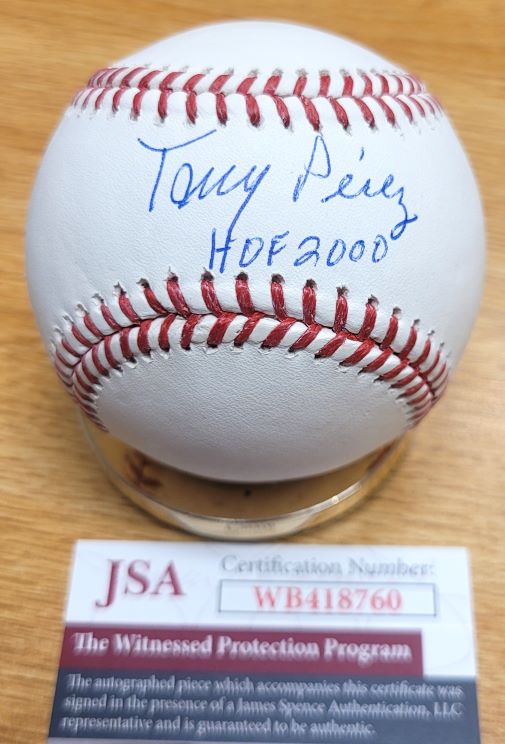 Tony Pérez
HOF 2000
JSA
Certification Number:
WB418760
The Witnessed Protection Program
The autographed piece which accompanies this certificate was
signed in the presence of a James Spence Authentication, LLC
representative and is guaranteed to be authentic.